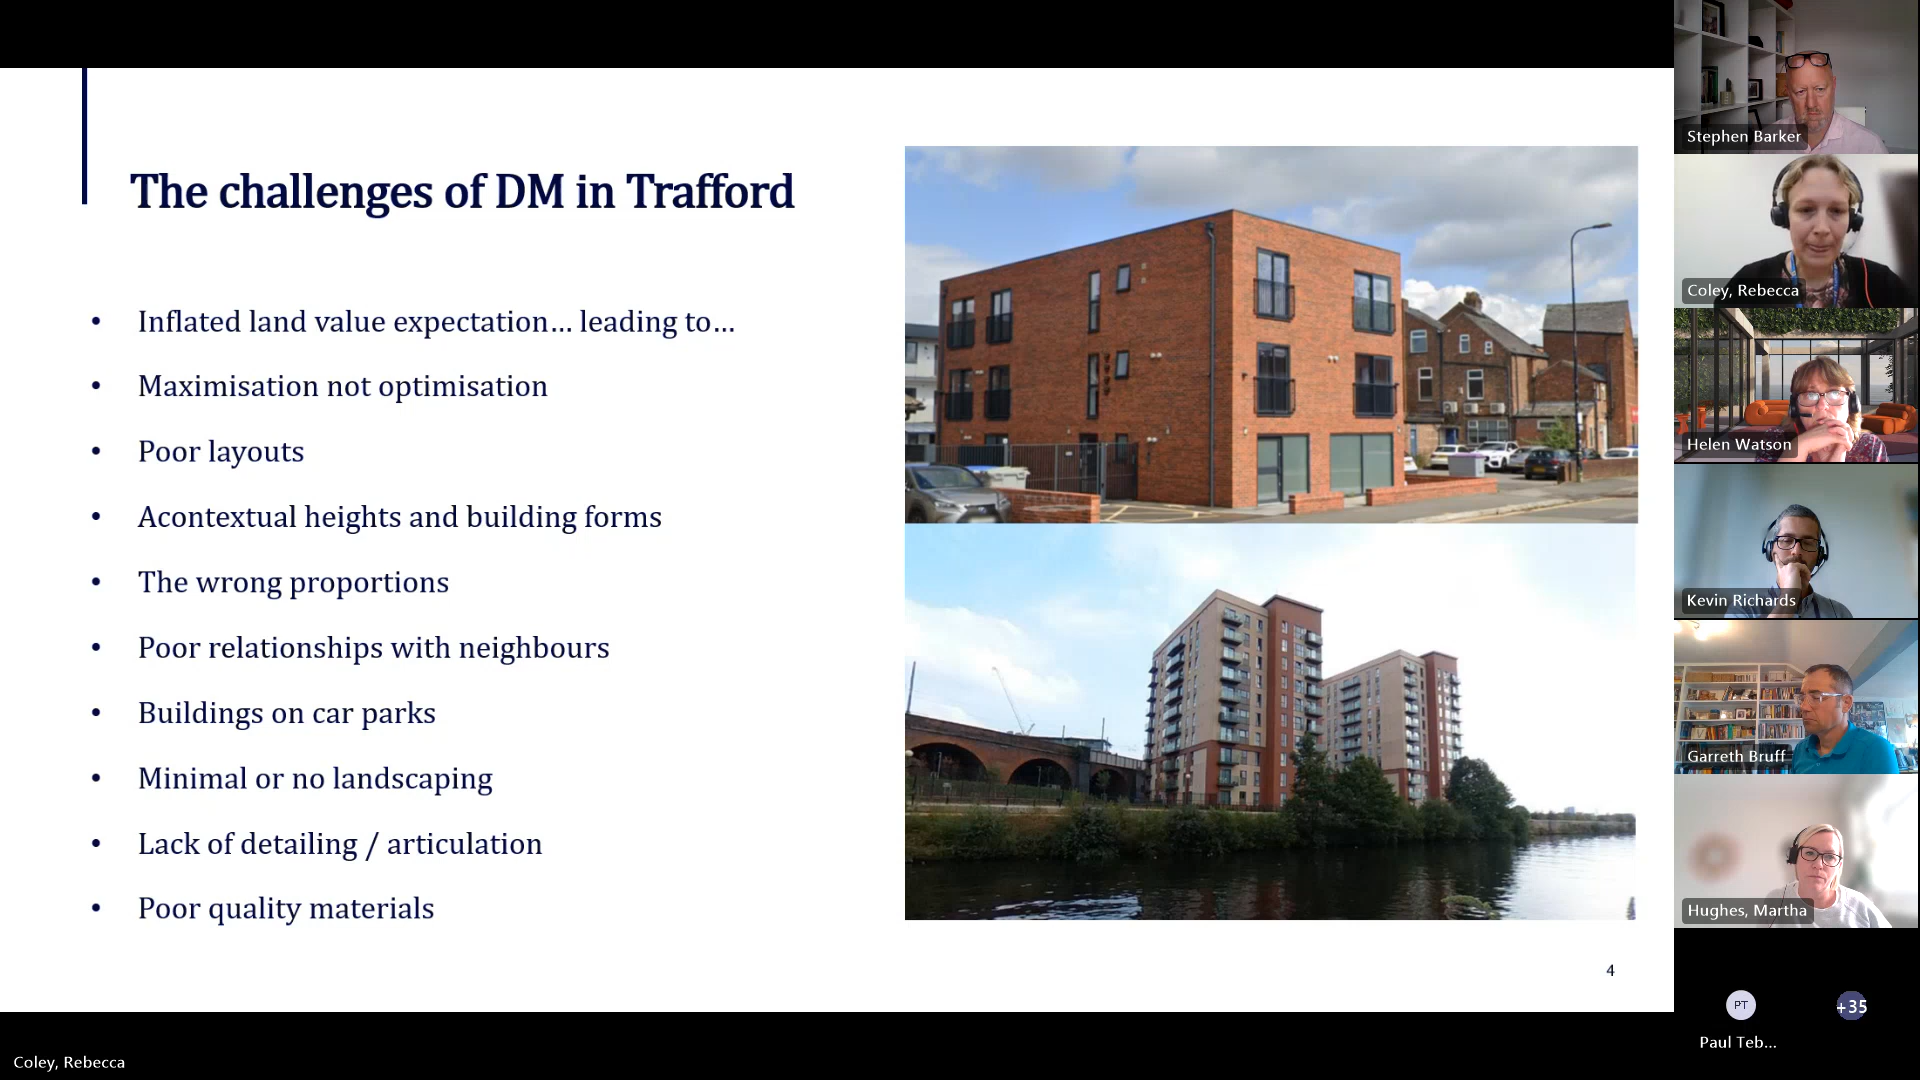 The challenges of DM in Trafford
• Inflated land value expectation… leading to…
• Maximisation not optimisation
• Poor layouts
• Acontextual heights and building forms
• The wrong proportions
• Poor relationships with neighbours
• Buildings on car parks
• Minimal or no landscaping
• Lack of detailing / articulation
• Poor quality materials
4
Stephen Barker
Coley, Rebecca
Helen Watson
Kevin Richards
Garreth Bruff
Hughes, Martha
PT
+35
Paul Teb...
Coley, Rebecca